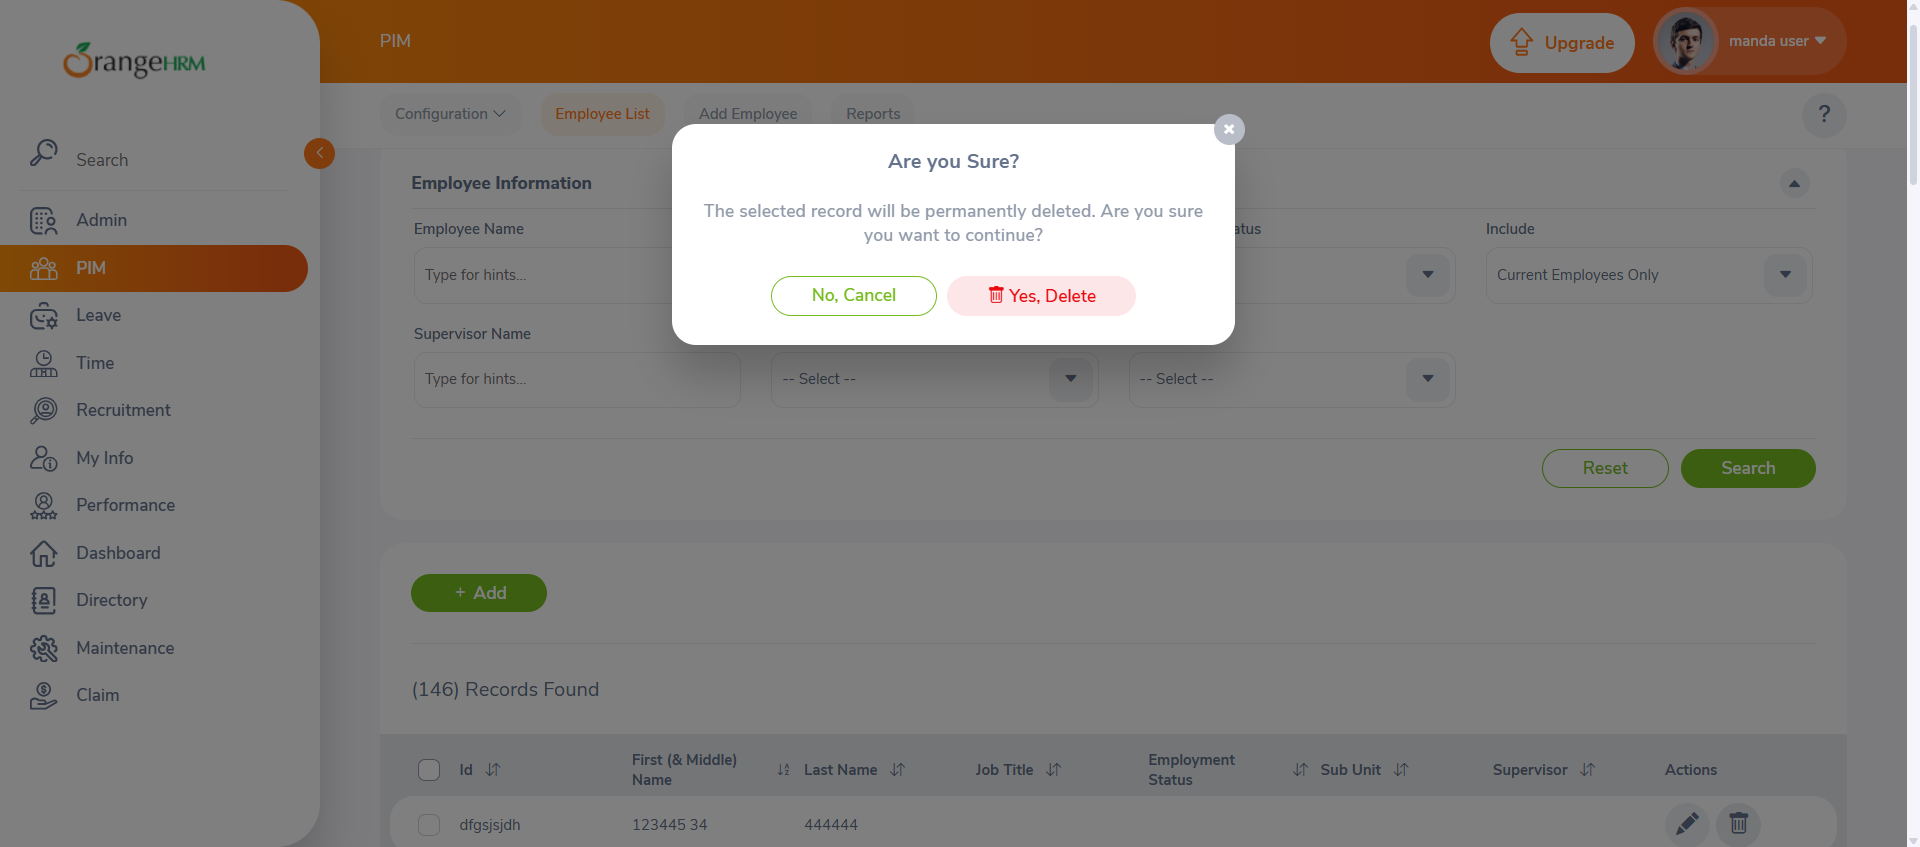 OrangeHRM
PIM
Upgrade
manda user
Configuration
Employee List
Add Employee
Reports
?
Search
Admin
PIM
Leave
Time
Recruitment
My Info
Performance
Dashboard
Directory
Maintenance
Claim
Are you Sure?
The selected record will be permanently deleted. Are you sure
you want to continue?
No, Cancel
Yes, Delete
Employee Information
Employee Name
Include
Type for hints...
Current Employees Only
Supervisor Name
Type for hints...
-- Select --
-- Select --
Reset
Search
+ Add
(146) Records Found
Id
First (& Middle)
Name
Last Name
Job Title
Employment
Status
Sub Unit
Supervisor
Actions
dfgsjsjdh
123445 34
444444